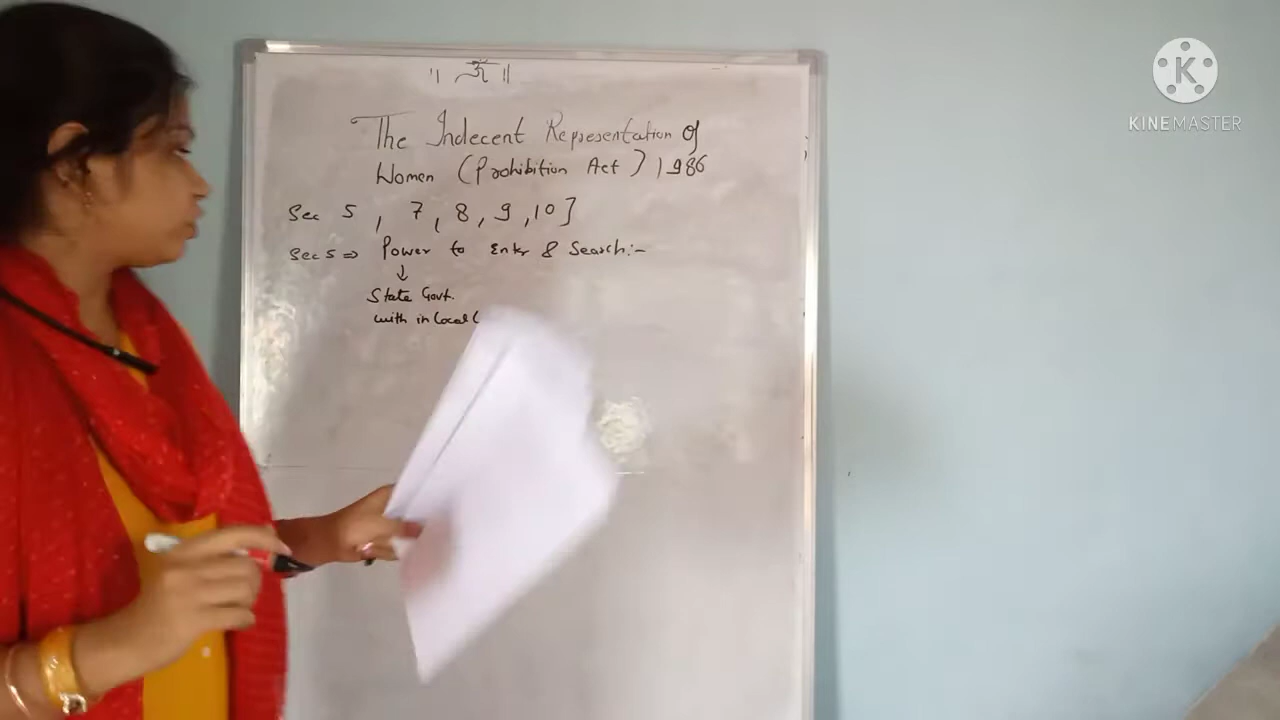 ॥ ॐ ॥
The Indecent Representation of
Women (Prohibition Act) 1986
Sec 5, 7, 8, 9, 10]
Sec 5 ⇒ Power to Enter & Search:-
↓
State Govt.
with in local
K
KINEMASTER